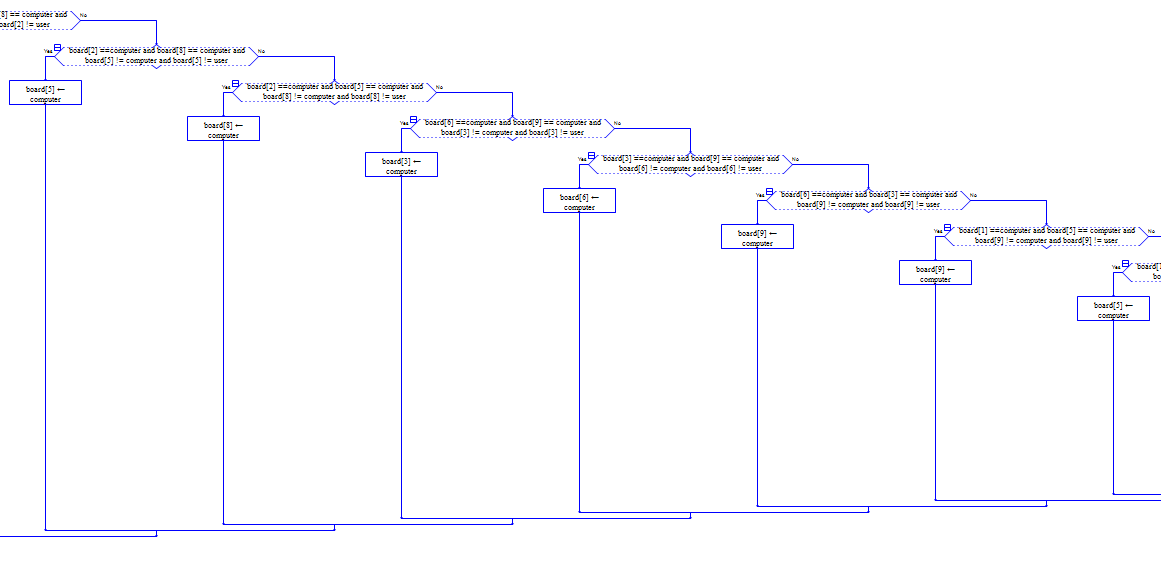 [8] == computer and
board[2] != user
No
Yes
board[2] ==computer and board[8] == computer and
board[5] != computer and board[5] != user
No
board[5] ←
computer
Yes
board[2] ==computer and board[5] == computer and
board[8] != computer and board[8] != user
No
board[8] ←
computer
Yes
board[6] ==computer and board[9] == computer and
board[3] != computer and board[3] != user
No
board[3] ←
computer
Yes
board[3] ==computer and board[9] == computer and
board[6] != computer and board[6] != user
No
board[6] ←
computer
Yes
board[6] ==computer and board[3] == computer and
board[9] != computer and board[9] != user
No
board[9] ←
computer
Yes
board[1] ==computer and board[5] == computer and
board[9] != computer and board[9] != user
No
board[9] ←
computer
Yes
board[1
bo
board[5] ←
computer